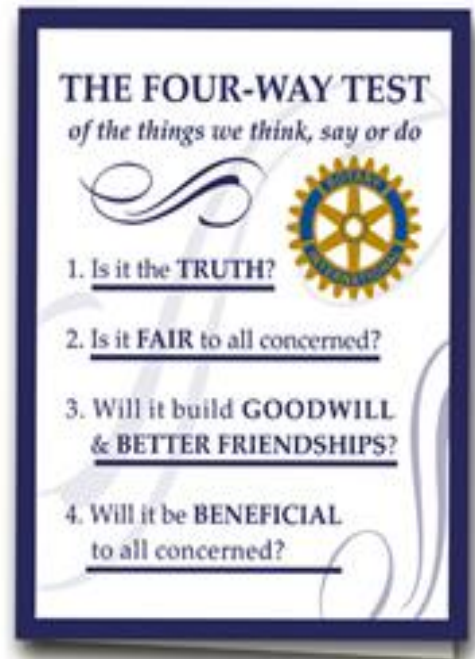 THE FOUR-WAY TEST
of the things we think, say or do
ROTARY
INTERNATIONAL
1. Is it the TRUTH?
2. Is it FAIR to all concerned?
3. Will it build GOODWILL
& BETTER FRIENDSHIPS?
4. Will it be BENEFICIAL
to all concerned?